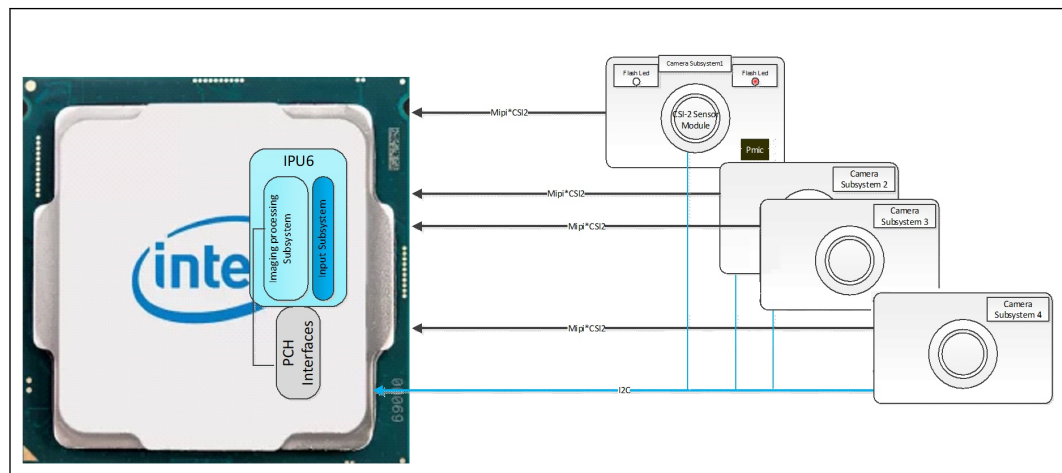 Camera Subsystem1
Flash Led
Flash Led
Mipi*CSI2
CSI-2 Sensor
Module
Pmic
IPU6
Imaging processing
Subsystem
Input Subsystem
Mipi*CSI2
Camera
Subsystem 2
Mipi*CSI2
Camera
Subsystem 3
inte
PCH
Interfaces
Mipi*CSI2
Camera
Subsystem 4
I2C